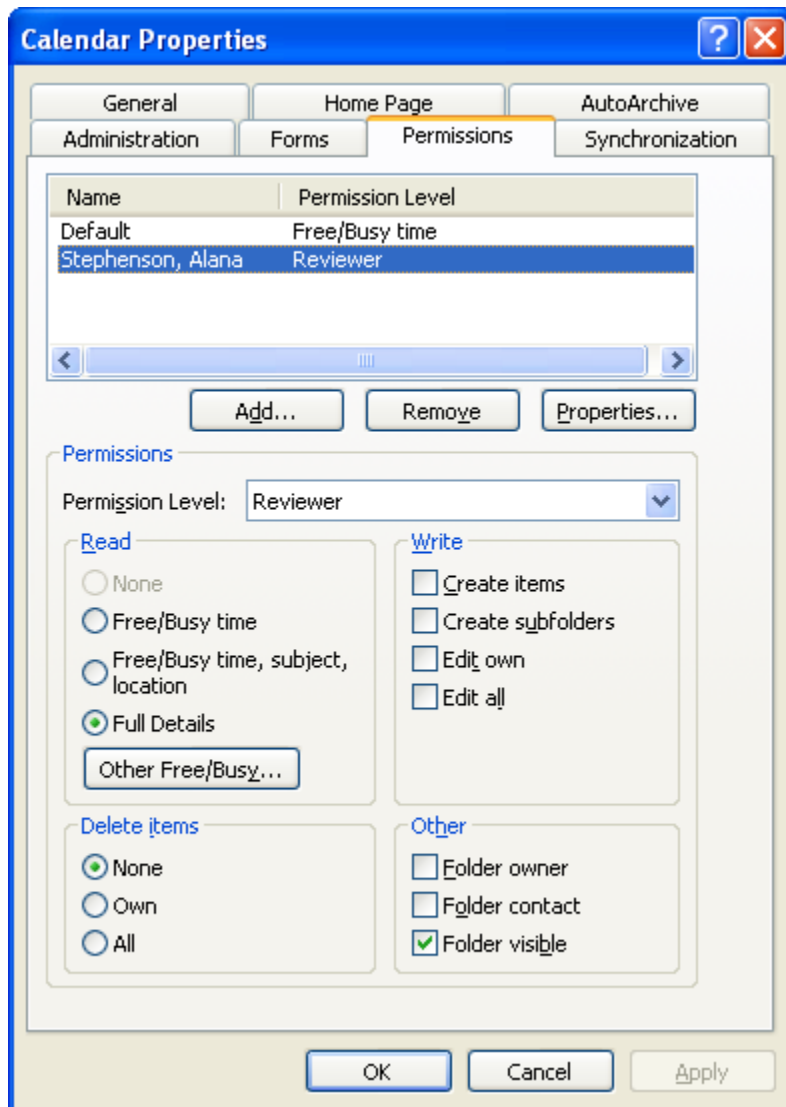 Calendar Properties
General Home Page AutoArchive
Administration Forms Permissions Synchronization
Name Permission Level
Default Free/Busy time
Stephenson, Alana Reviewer
Add... Remove Properties...
Permissions
Permission Level: Reviewer
Read
None
Free/Busy time
Free/Busy time, subject,
location
Full Details
Other Free/Busy...
Write
Create items
Create subfolders
Edit own
Edit all
Delete items
None
Own
All
Other
Folder owner
Folder contact
Folder visible
OK Cancel Apply